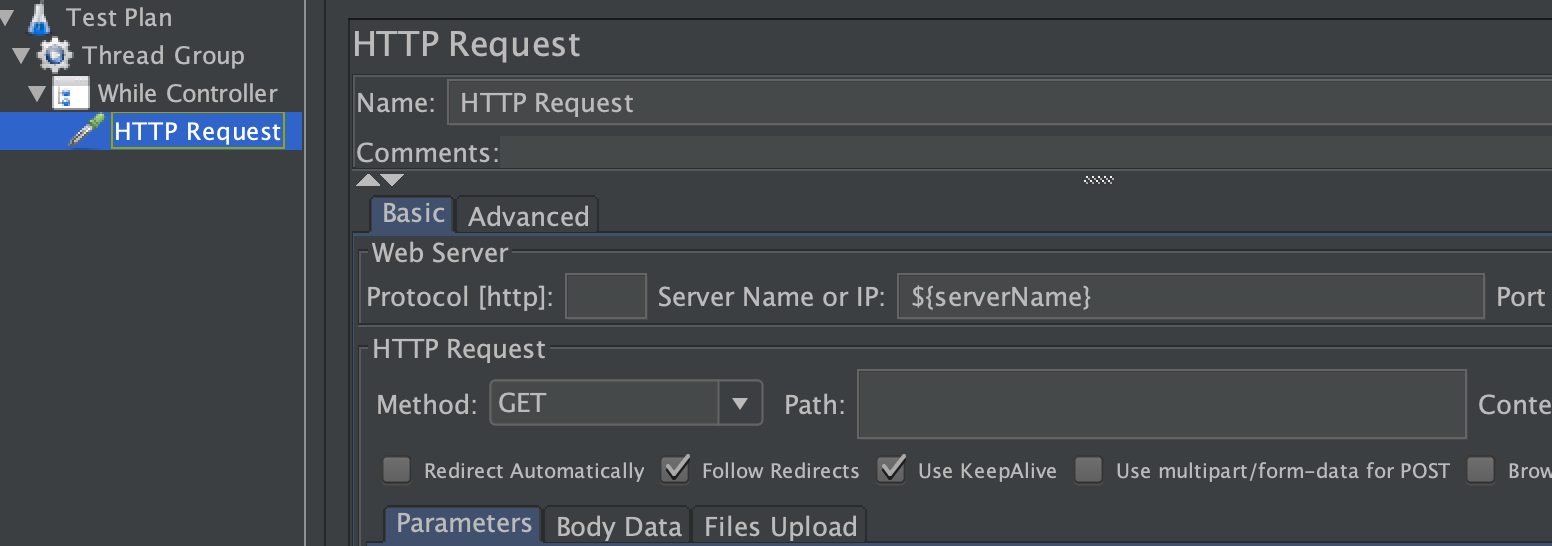 Test Plan
Thread Group
While Controller
HTTP Request
HTTP Request
Name: HTTP Request
Comments:
Basic Advanced
Web Server
Protocol [http]: Server Name or IP: ${serverName} Port
HTTP Request
Method: GET Path: Conte
Redirect Automatically Follow Redirects Use KeepAlive Use multipart/form-data for POST Brow
Parameters Body Data Files Upload